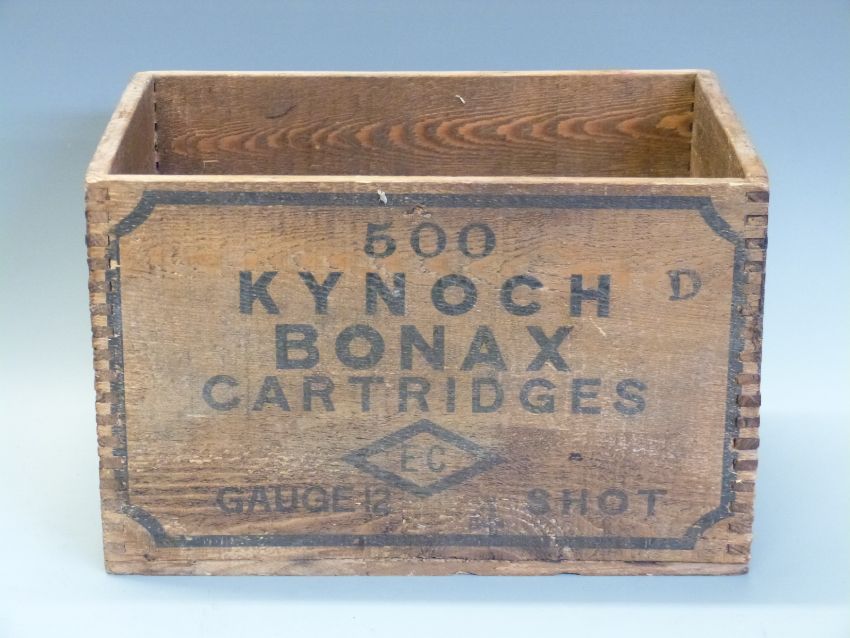 500
KYNOCH D
BONAX
CARTRIDGES
EC
GAUGE 12 SHOT